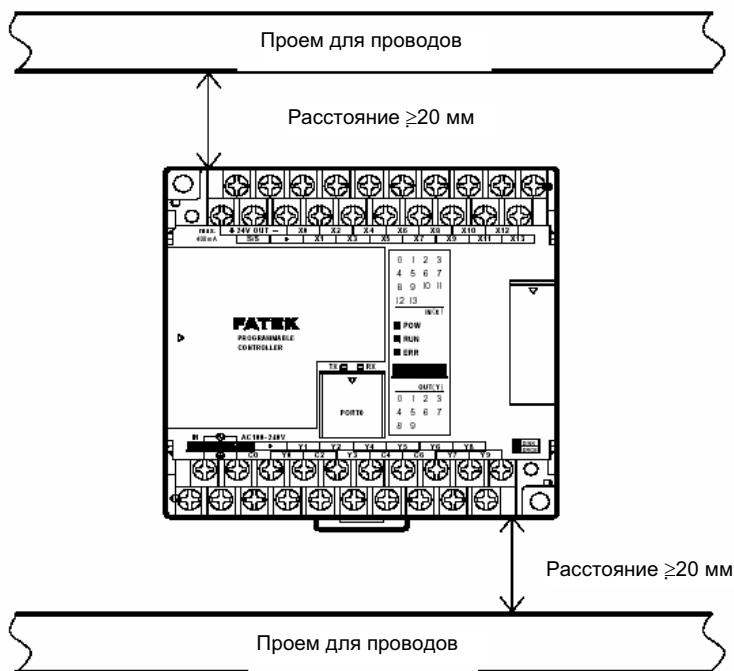 Проем для проводов
Расстояние ≥20 мм
max. 24V OUT X0 X2 X4 X6 X8 X10 X12
400mA S/S X1 X3 X5 X7 X9 X11 X13
0 1 2 3
4 5 6 7
8 9 10 11
12 13
IN(X)
POW
RUN
ERR
FATEK
PROGRAMMABLE
CONTROLLER
TX RX
PORT0
OUT(Y)
0 1 2 3
4 5 6 7
8 9
IN AC100-240V
Y1 Y2 Y4 Y5 Y6 Y8
C0 Y0 C2 Y3 C4 C6 Y7 Y9
Расстояние ≥20 мм
Проем для проводов